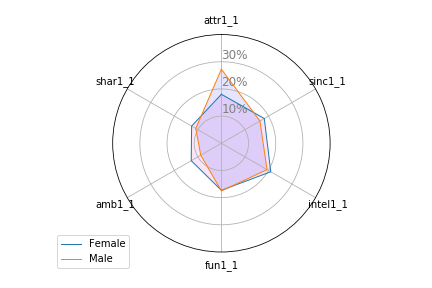 attr1_1
30%
shar1_1
sinc1_1
20%
10%
amb1_1
intel1_1
fun1_1
Female
Male